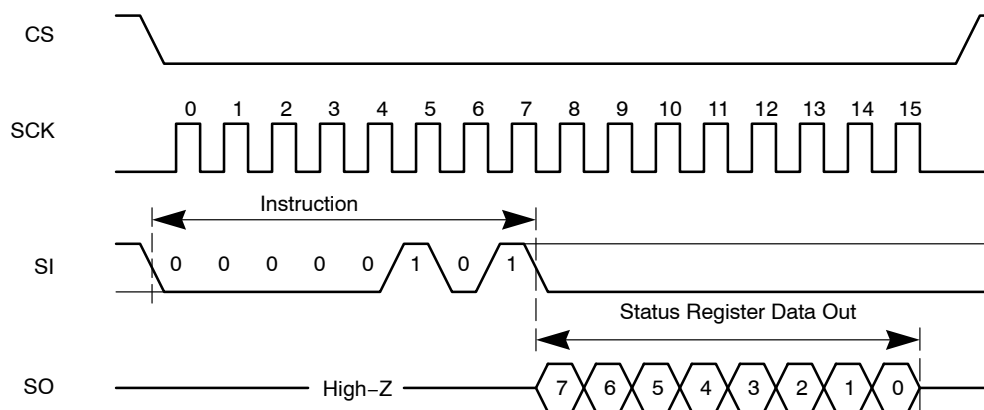 CS
0 1 2 3 4 5 6 7 8 9 10 11 12 13 14 15
SCK
Instruction
SI
0 0 0 0 0 1 0 1
Status Register Data Out
SO
High−Z
7 6 5 4 3 2 1 0